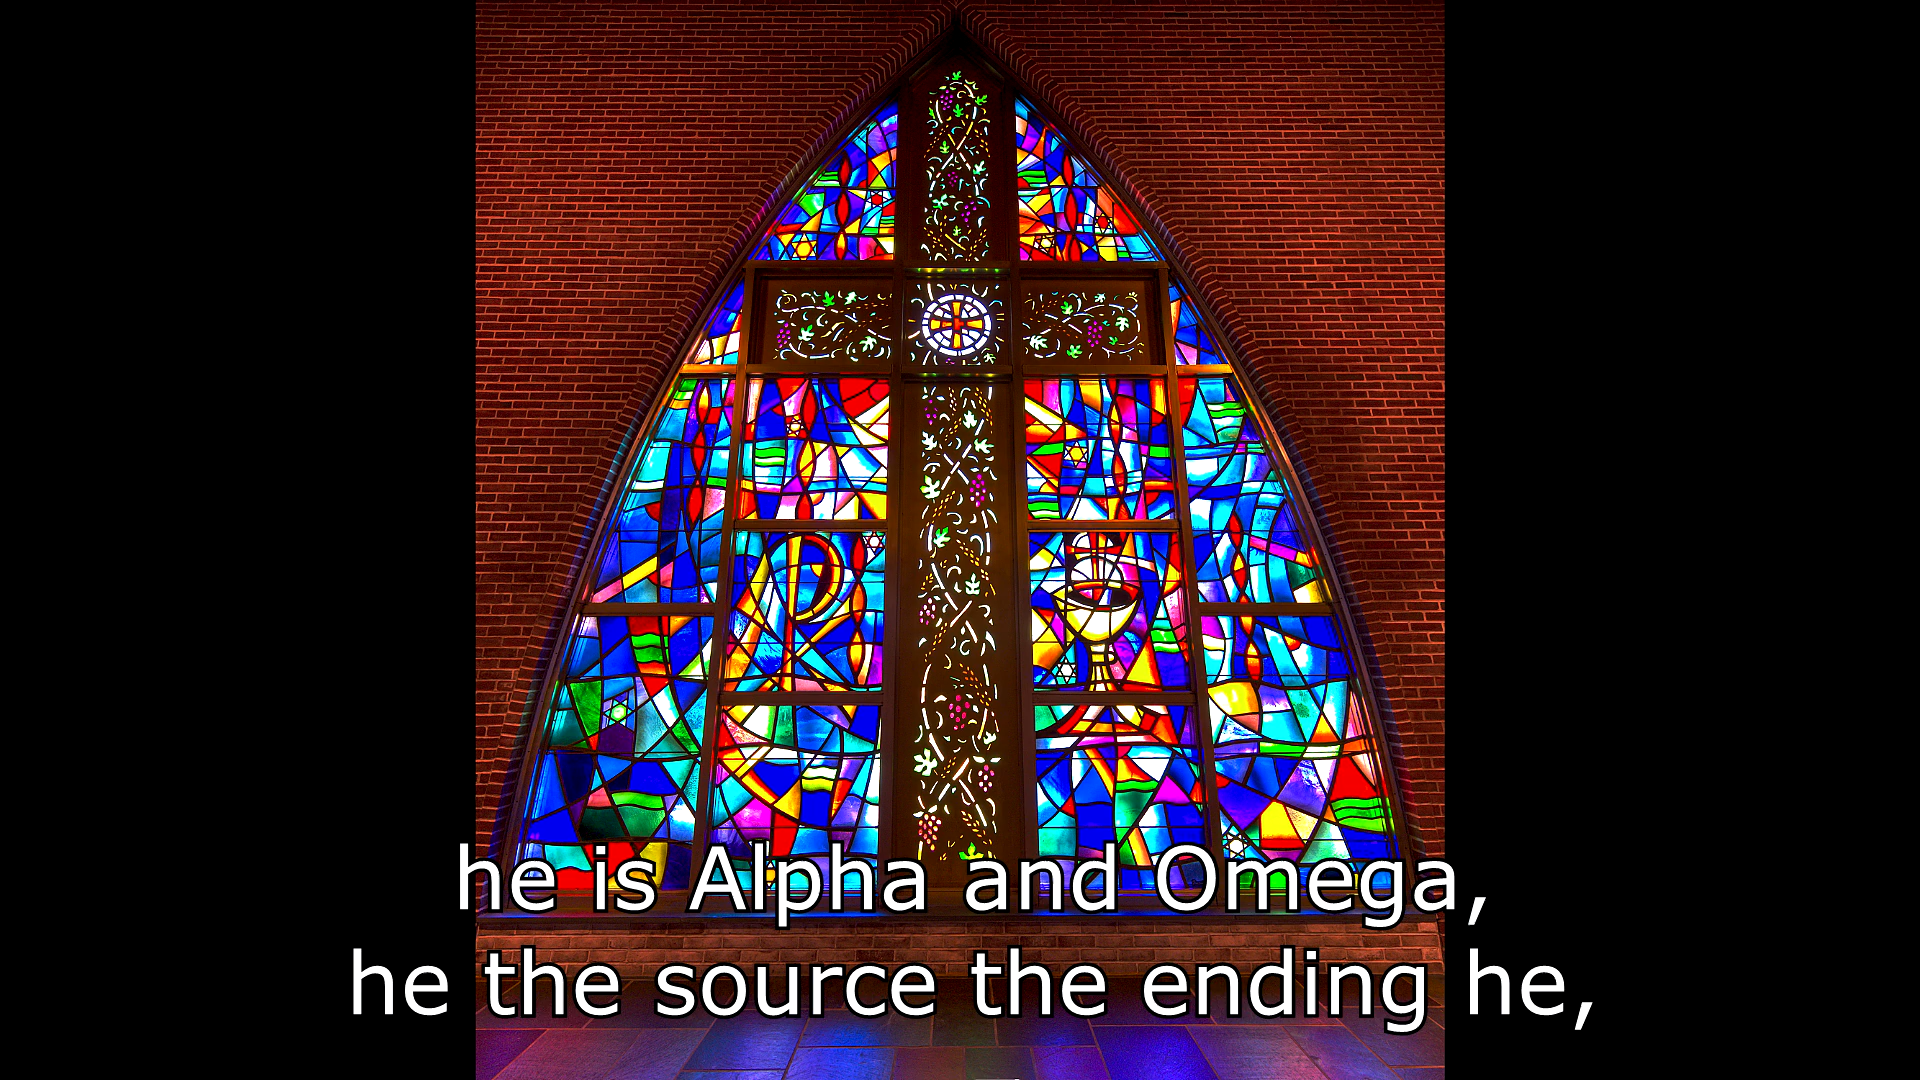 he is Alpha and Omega,
he the source the ending he,